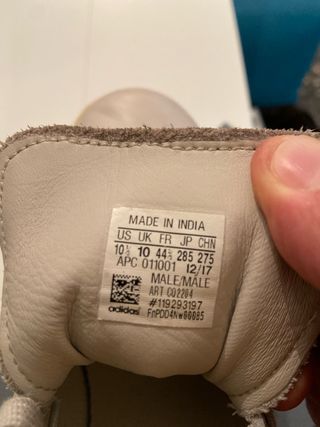 MADE IN INDIA
US UK FR JP CHN
10½ 10 44⅔ 285 275
APC 011001 12/17
MALE/MÂLE
ART CQ2204
#119293197
adidas FnPDD4Nw00085